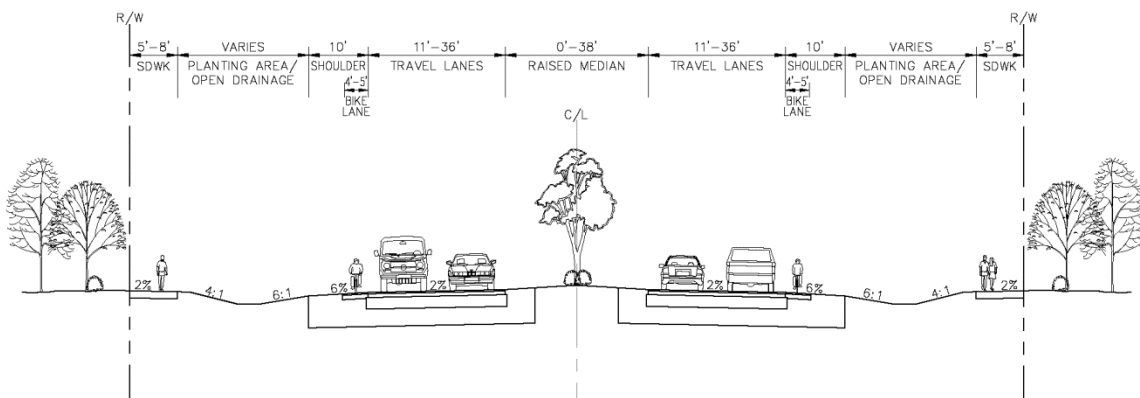 R/W R/W
5'-8' VARIES 10' 11'-36' 0'-38' 11'-36' 10' VARIES 5'-8'
SDWK PLANTING AREA/ SHOULDER TRAVEL LANES RAISED MEDIAN TRAVEL LANES SHOULDER PLANTING AREA/ SDWK
OPEN DRAINAGE 4'-5' 4'-5' OPEN DRAINAGE
BIKE BIKE
LANE LANE
C/L
2% 4:1 6:1 6% 2% 2% 6% 6:1 4:1 2%